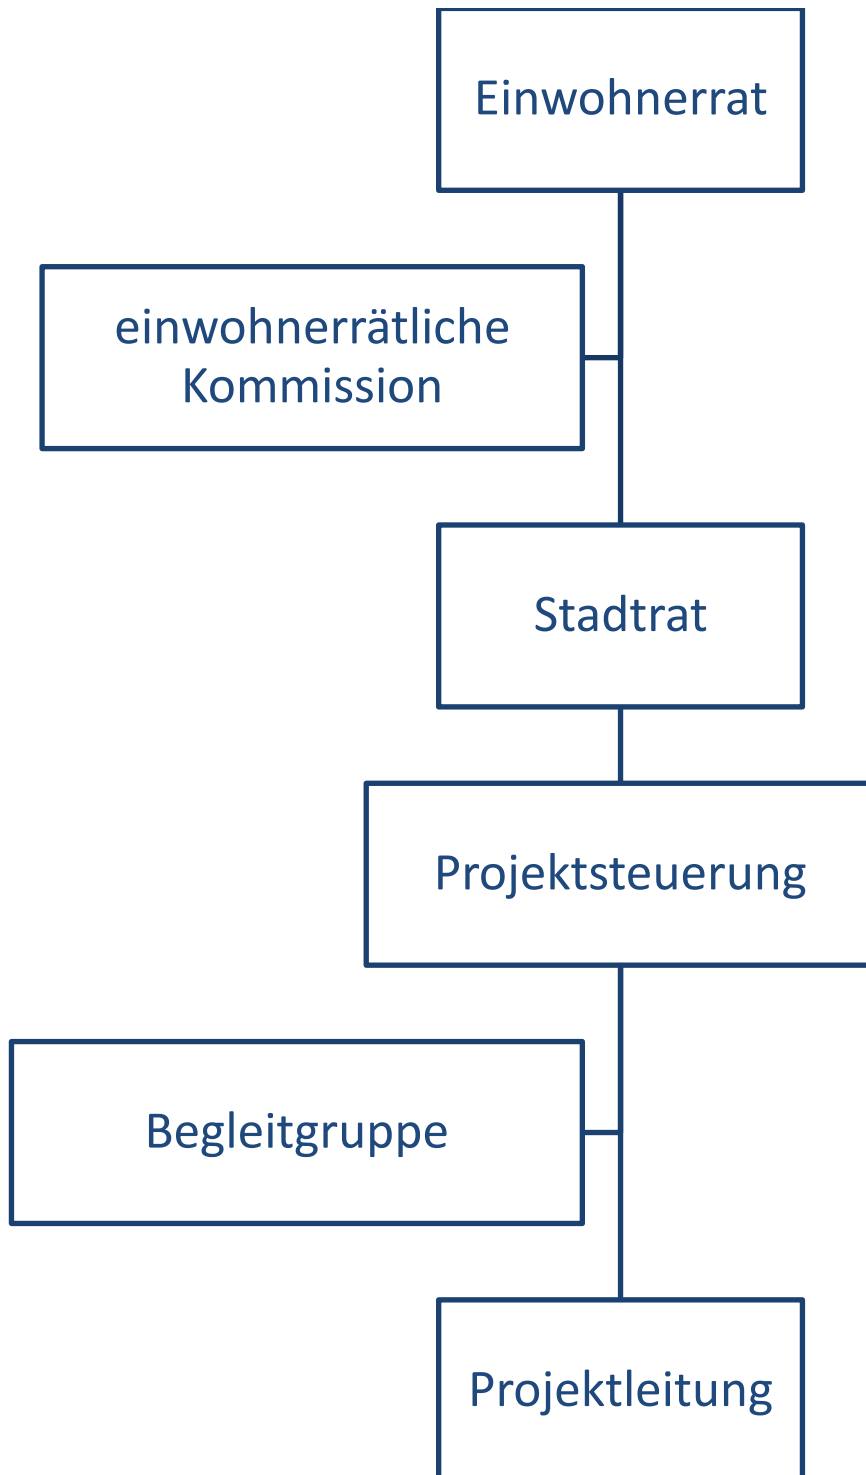 Einwohnerrat
einwohnerrätliche
Kommission
Stadtrat
Projektsteuerung
Begleitgruppe
Projektleitung